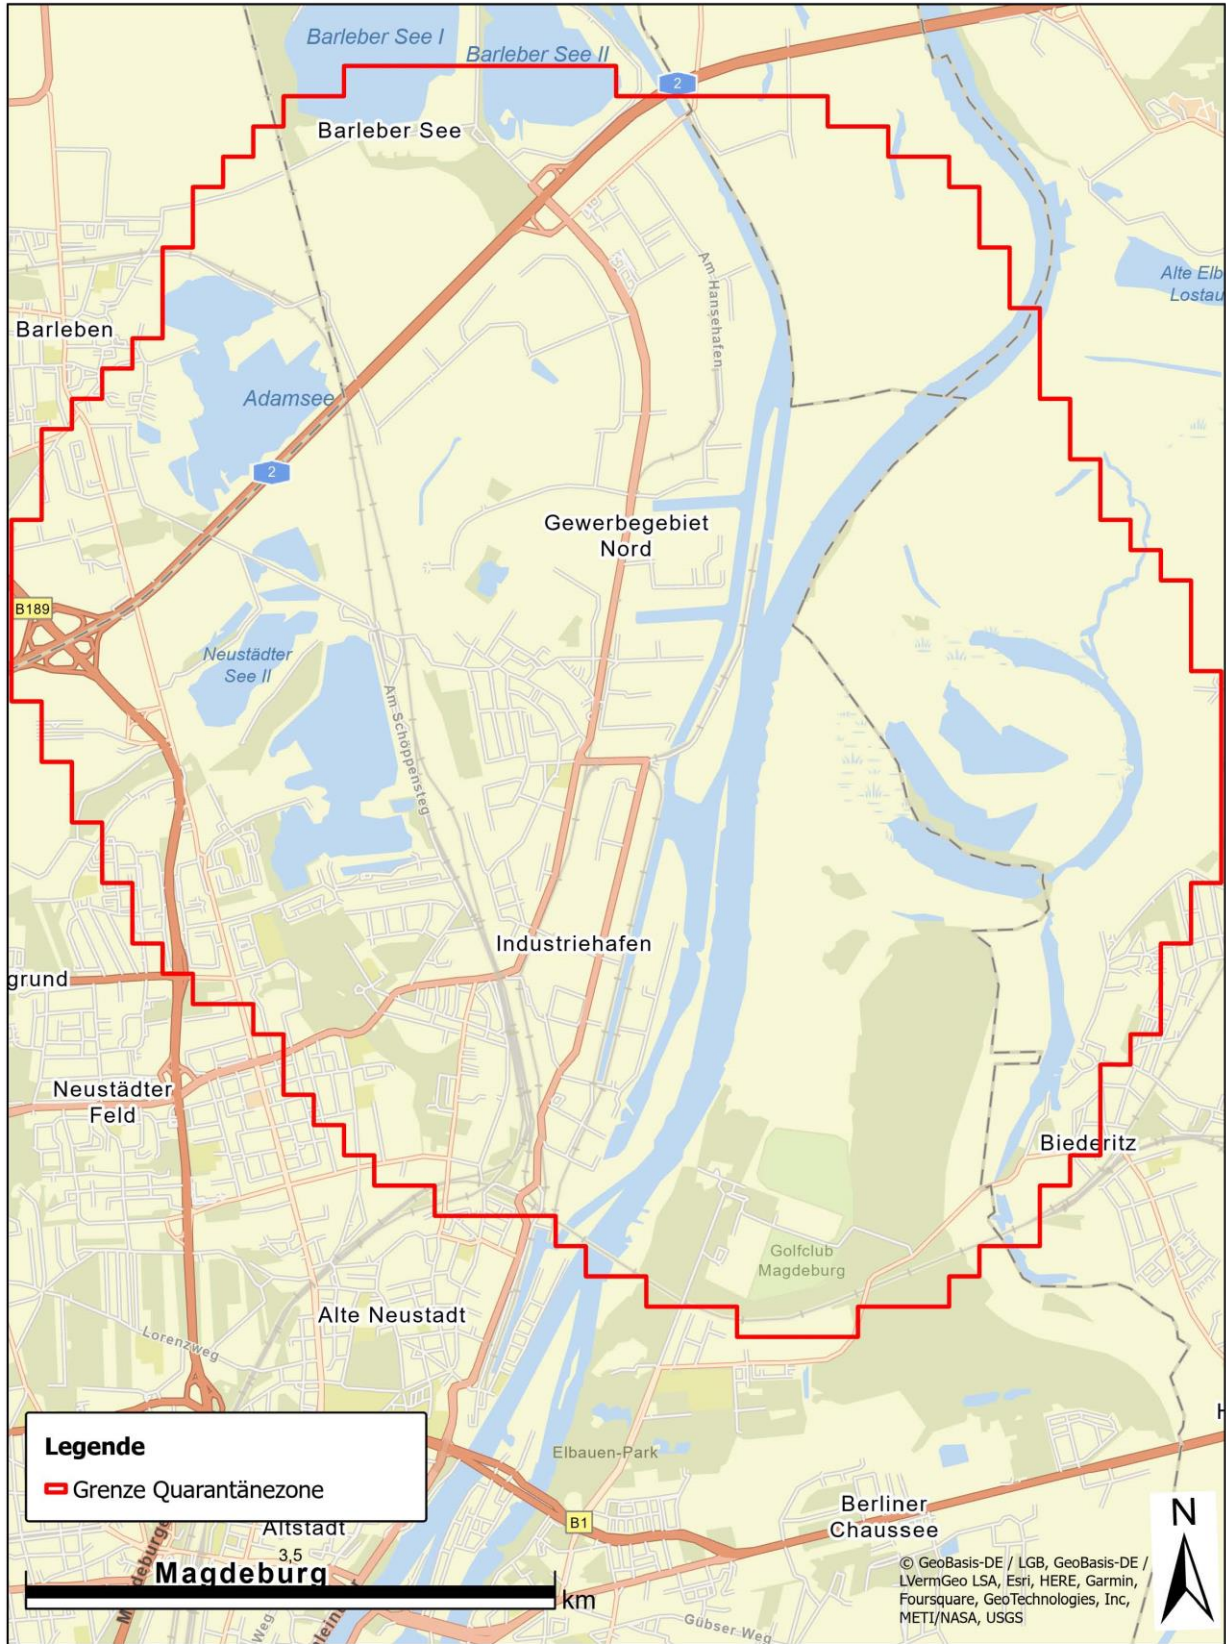 Barleber See I
Barleber See II
2
Barleber See
Am Hansehafen
Alte Elb
Lostau
Barleben
Adamsee
2
Gewerbegebiet
Nord
B189
Neustädter
See II
Am Schöppensteg
Industriehafen
grund
Neustädter
Feld
Biederitz
Golfclub
Magdeburg
Alte Neustadt
Lorenzweg
H
Legende
Grenze Quarantänezone
Elbauen-Park
B1
Berliner
Chaussee
Altstadt
3,5
Magdeburg
km
Weg
Gübser Weg
N
© GeoBasis-DE / LGB, GeoBasis-DE /
LVermGeo LSA, Esri, HERE, Garmin,
Foursquare, GeoTechnologies, Inc,
METI/NASA, USGS